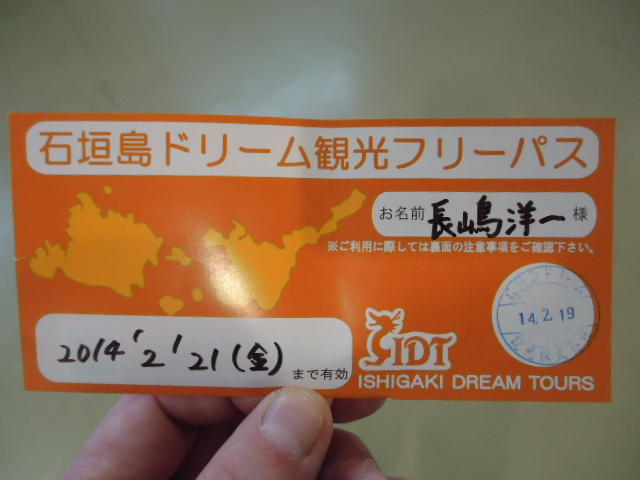 石垣島ドリーム観光フリーパス
お名前 長嶋洋一 様
※ご利用に際しては裏面の注意事項をご確認下さい。
14.2.19
2014'2'21(金)まで有効
IDT
ISHIGAKI DREAM TOURS